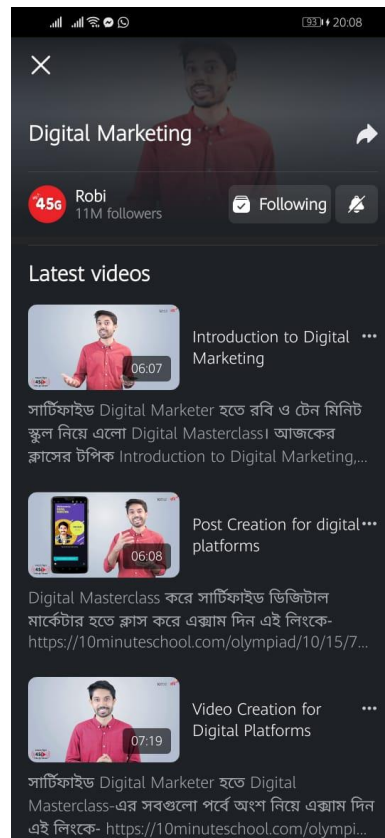 93 20:08
Digital Marketing
45G
Robi
11M followers
Following
Latest videos
06:07
Introduction to Digital
Marketing
সার্টিফাইড Digital Marketer হতে রবি ও টেন মিনিট
স্কুল নিয়ে এলো Digital Masterclass। আজকের
ক্লাসের টপিক Introduction to Digital Marketing,...
06:08
Post Creation for digital
platforms
Digital Masterclass করে সার্টিফাইড ডিজিটাল
মার্কেটার হতে ক্লাস করে এক্সাম দিন এই লিংকে-
https://10minuteschool.com/olympiad/10/15/7...
07:19
Video Creation for
Digital Platforms
সার্টিফাইড Digital Marketer হতে Digital
Masterclass-এর সবগুলো পর্বে অংশ নিয়ে এক্সাম দিন
এই লিংকে- https://10minuteschool.com/olympi...